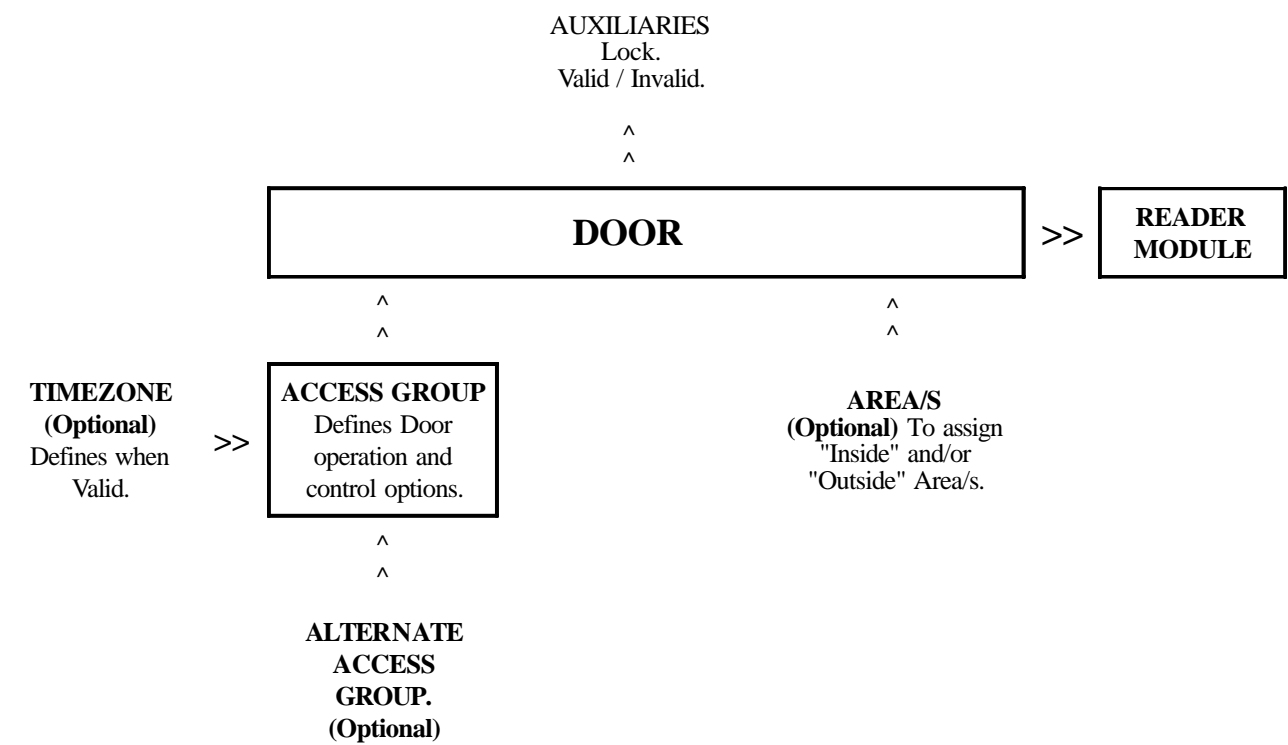 AUXILIARIES
Lock.
Valid / Invalid.
^
^
DOOR
>>
READER
MODULE
^
^
^
^
TIMEZONE
(Optional)
Defines when
Valid.
>>
ACCESS GROUP
Defines Door
operation and
control options.
AREA/S
(Optional) To assign
"Inside" and/or
"Outside" Area/s.
^
^
ALTERNATE
ACCESS
GROUP.
(Optional)